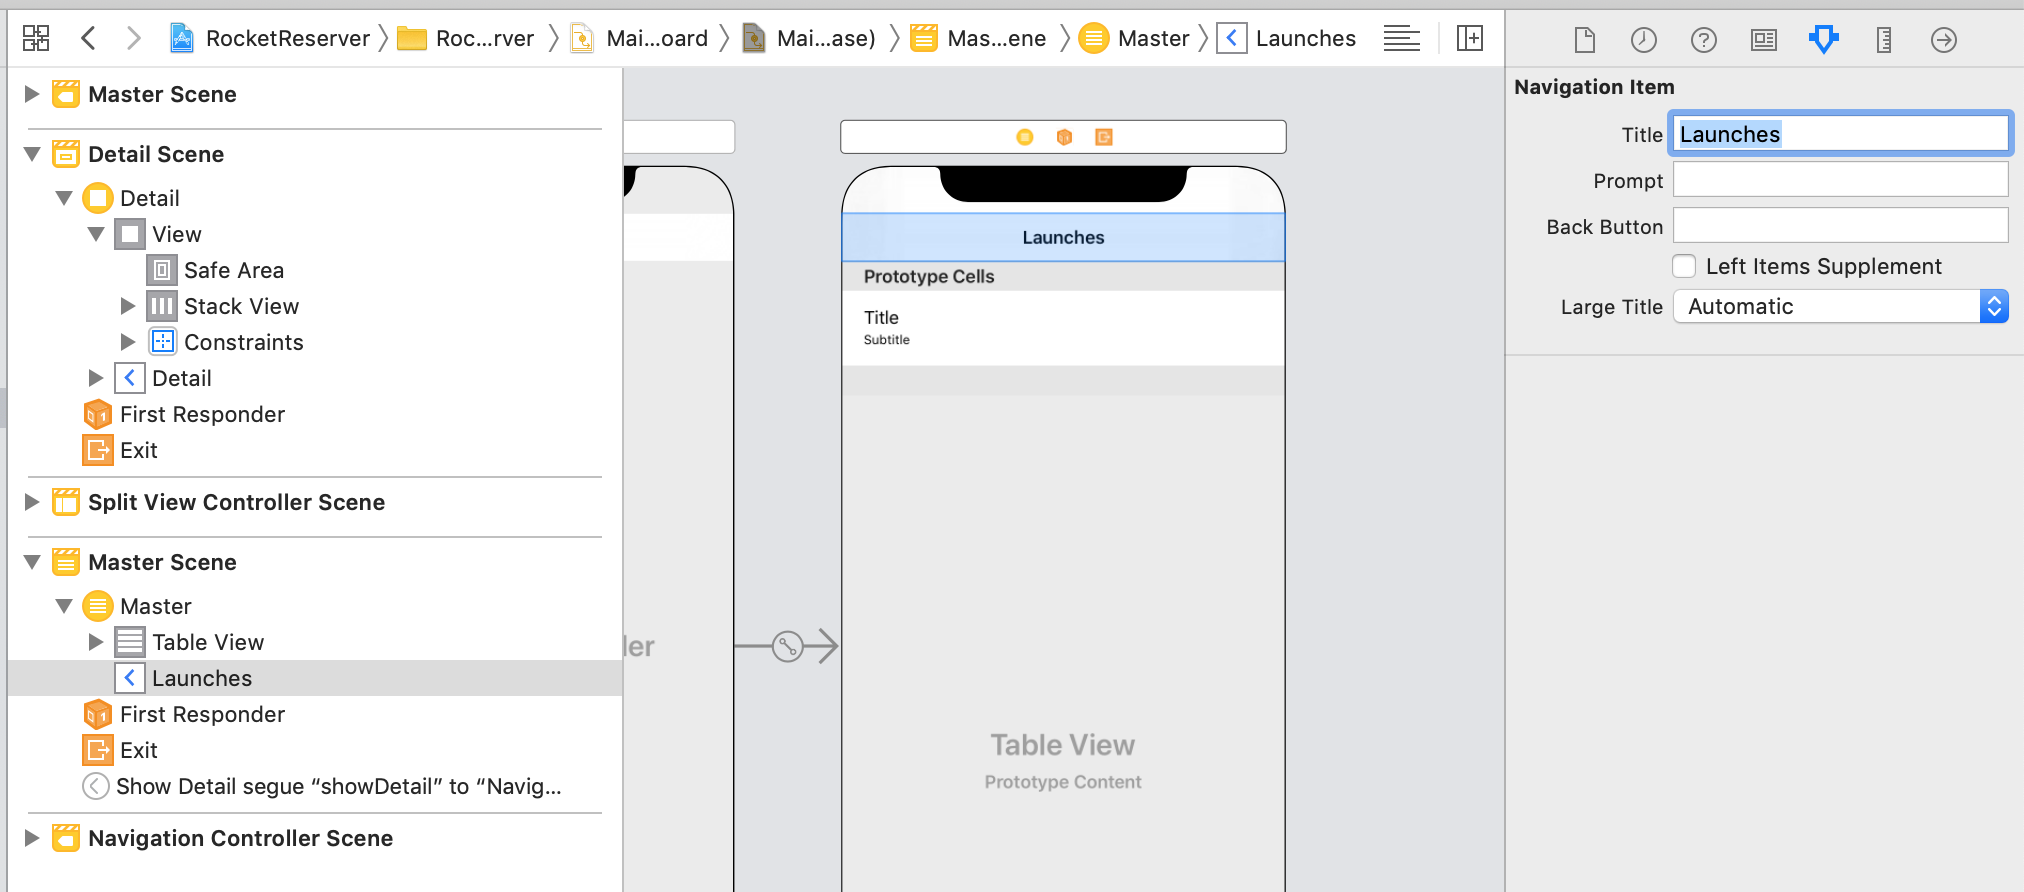 RocketReserver
Roc...rver
Mai...oard
Mai...ase)
Mas...ene
Master
Launches
Master Scene
Detail Scene
Detail
View
Safe Area
Stack View
Constraints
Detail
First Responder
Exit
Split View Controller Scene
Master Scene
Master
Table View
Launches
First Responder
Exit
Show Detail segue “showDetail” to “Navig...
Navigation Controller Scene
ler
Launches
Prototype Cells
Title
Subtitle
Table View
Prototype Content
Navigation Item
Title Launches
Prompt
Back Button
Left Items Supplement
Large Title Automatic